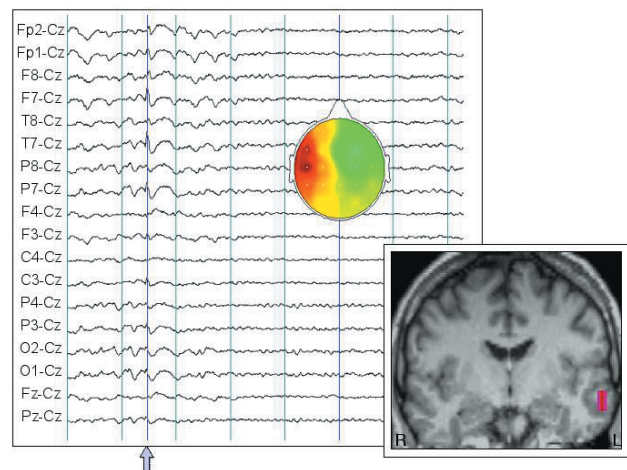 Fp2-Cz
Fp1-Cz
F8-Cz
F7-Cz
T8-Cz
T7-Cz
P8-Cz
P7-Cz
F4-Cz
F3-Cz
C4-Cz
C3-Cz
P4-Cz
P3-Cz
O2-Cz
O1-Cz
Fz-Cz
Pz-Cz
R L